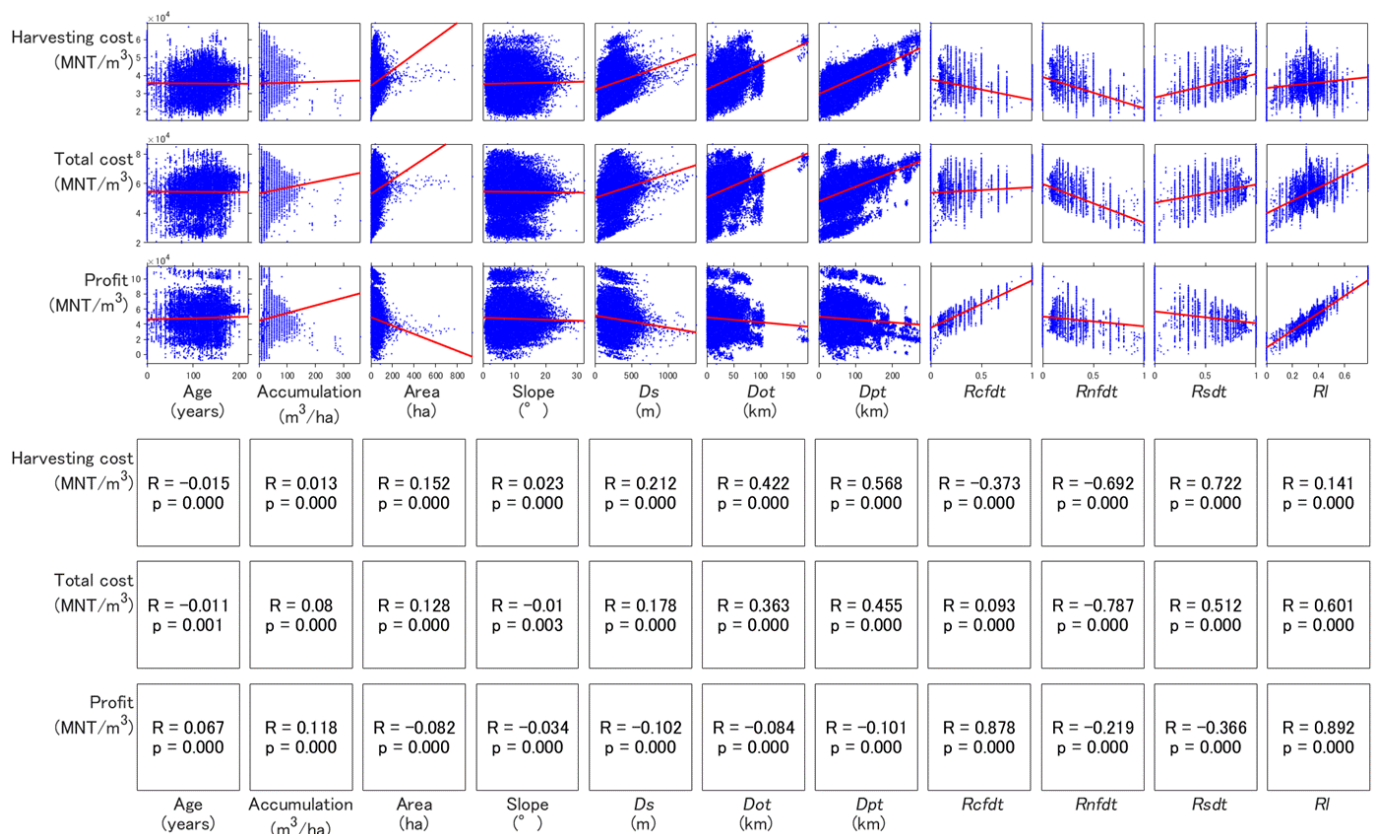 ×10⁴
Harvesting cost
(MNT/m³)
6
5
4
3
2
×10⁴
Total cost
(MNT/m³)
8
6
4
2
×10⁴
Profit
(MNT/m³)
10
8
6
4
2
0
0 100 200
0 100 200 300
0 200 400 600 800
0 10 20 30
0 500 1000
0 50 100 150
0 100 200
0 1
0 1
0 1
0 0.2 0.4 0.6
Age Accumulation Area Slope Ds Dot Dpt Rcfdt Rnfdt Rsdt Rl
(years) (m³/ha) (ha) (° ) (m) (km) (km)
Harvesting cost
(MNT/m³)
R = −0.015 R = 0.013 R = 0.152 R = 0.023 R = 0.212 R = 0.422 R = 0.568 R = −0.373 R = −0.692 R = 0.722 R = 0.141
p = 0.000 p = 0.000 p = 0.000 p = 0.000 p = 0.000 p = 0.000 p = 0.000 p = 0.000 p = 0.000 p = 0.000 p = 0.000
Total cost
(MNT/m³)
R = −0.011 R = 0.08 R = 0.128 R = −0.01 R = 0.178 R = 0.363 R = 0.455 R = 0.093 R = −0.787 R = 0.512 R = 0.601
p = 0.001 p = 0.000 p = 0.000 p = 0.003 p = 0.000 p = 0.000 p = 0.000 p = 0.000 p = 0.000 p = 0.000 p = 0.000
Profit
(MNT/m³)
R = 0.067 R = 0.118 R = −0.082 R = −0.034 R = −0.102 R = −0.084 R = −0.101 R = 0.878 R = −0.219 R = −0.366 R = 0.892
p = 0.000 p = 0.000 p = 0.000 p = 0.000 p = 0.000 p = 0.000 p = 0.000 p = 0.000 p = 0.000 p = 0.000 p = 0.000
Age Accumulation Area Slope Ds Dot Dpt Rcfdt Rnfdt Rsdt Rl
(years) (m³/ha) (ha) (° ) (m) (km) (km)